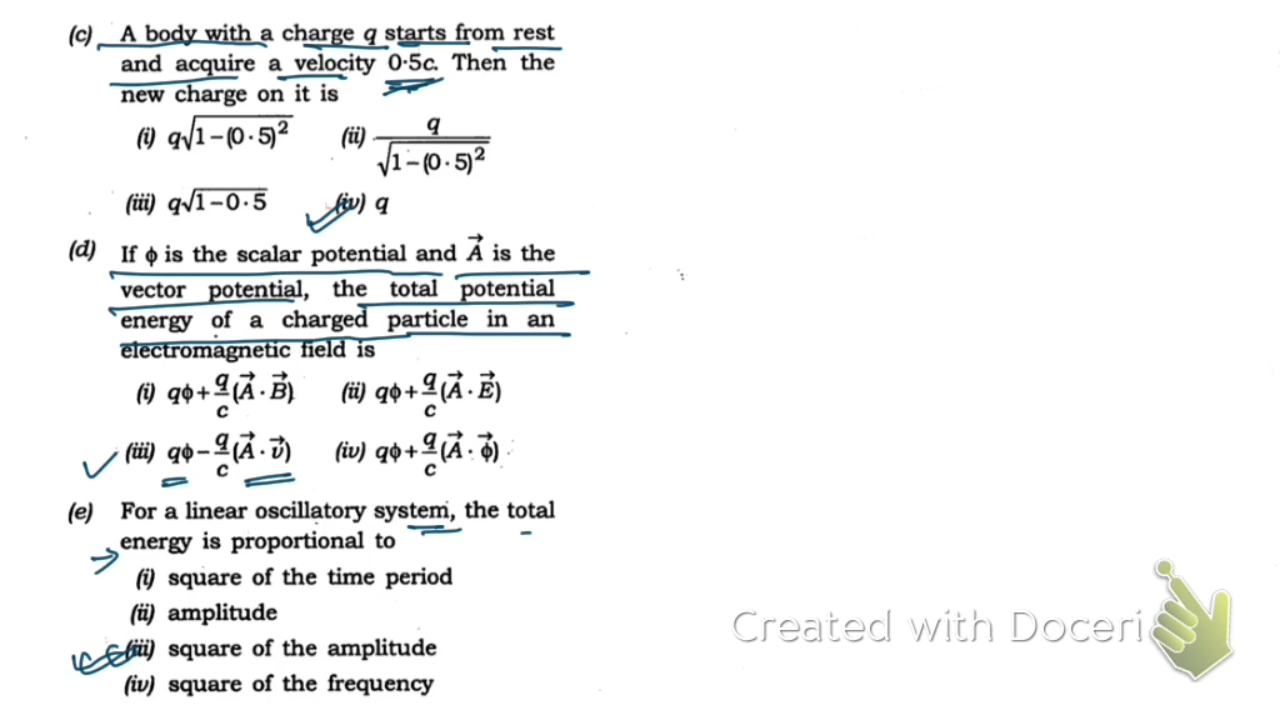 (c) A body with a charge q starts from rest
and acquire a velocity 0·5c. Then the
new charge on it is
(i) q√1−(0·5)² (ii) q/√1−(0·5)²
(iii) q√1−0·5 (iv) q
(d) If ϕ is the scalar potential and A⃗ is the
vector potential, the total potential
energy of a charged particle in an
electromagnetic field is
(i) qϕ+q/c(A⃗·B⃗) (ii) qϕ+q/c(A⃗·E⃗)
(iii) qϕ−q/c(A⃗·v⃗) (iv) qϕ+q/c(A⃗·ϕ⃗)
(e) For a linear oscillatory system, the total
energy is proportional to
(i) square of the time period
(ii) amplitude
(iii) square of the amplitude
(iv) square of the frequency
Created with Doceri